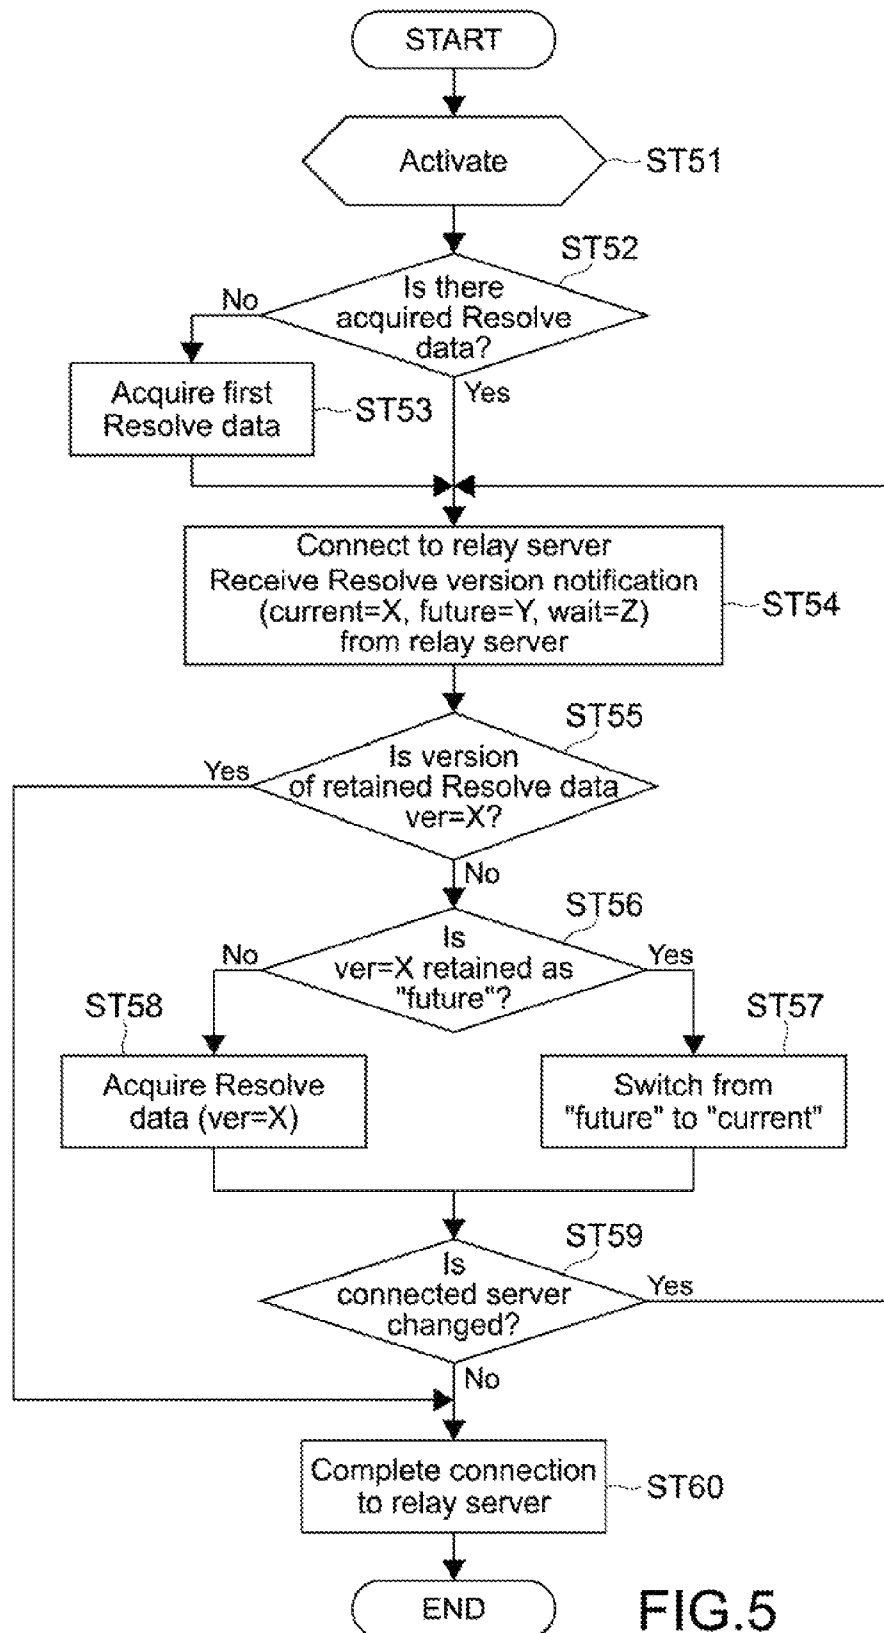 START
Activate
ST51
ST52
Is there
acquired Resolve
data?
No
Yes
Acquire first
Resolve data
ST53
Connect to relay server
Receive Resolve version notification
(current=X, future=Y, wait=Z)
from relay server
ST54
ST55
Is version
of retained Resolve data
ver=X?
Yes
No
ST56
Is
ver=X retained as
"future"?
No
Yes
ST58
Acquire Resolve
data (ver=X)
ST57
Switch from
"future" to "current"
ST59
Is
connected server
changed?
Yes
No
Complete connection
to relay server
ST60
END
FIG.5